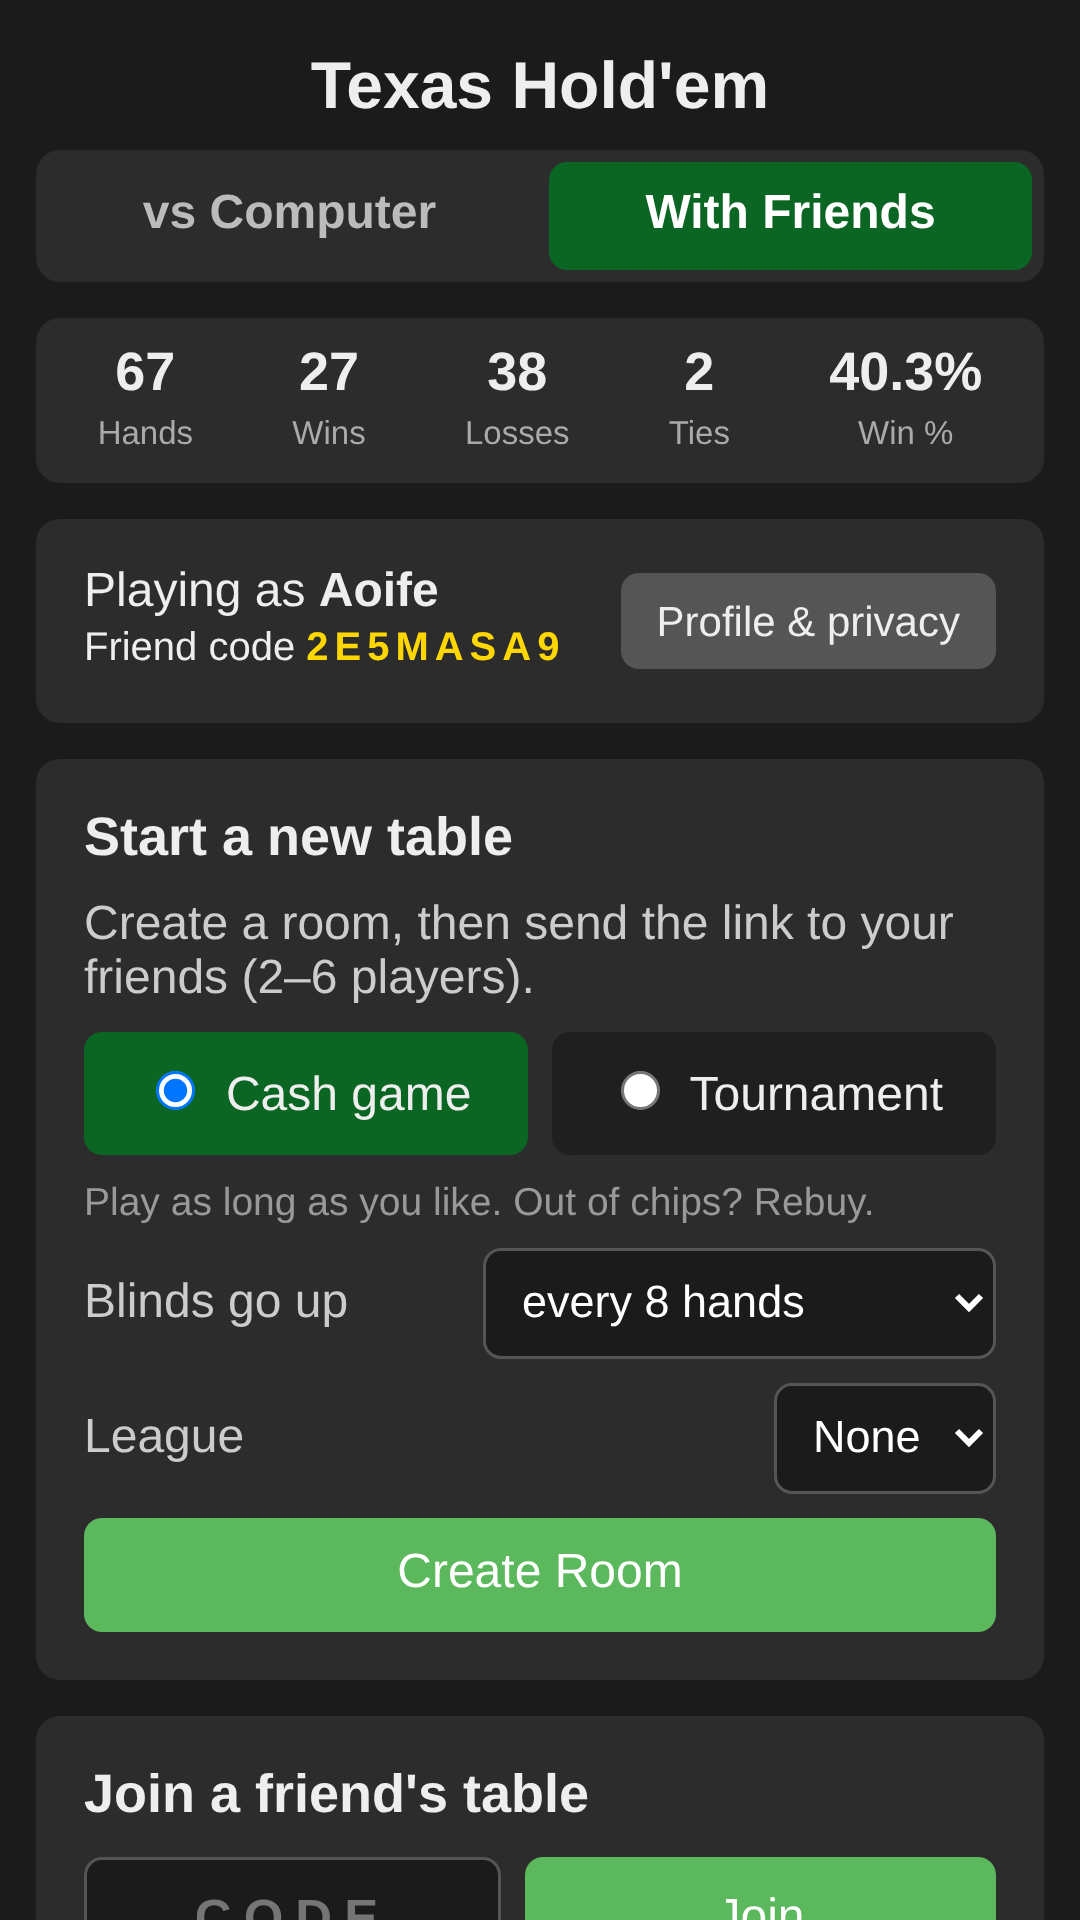 Texas Hold'em
vs Computer
With Friends
67 27 38 2 40.3%
Hands Wins Losses Ties Win %
Playing as Aoife
Friend code 2E5MASA9
Profile & privacy
Start a new table
Create a room, then send the link to your
friends (2–6 players).
Cash game
Tournament
Play as long as you like. Out of chips? Rebuy.
Blinds go up
every 8 hands
League
None
Create Room
Join a friend's table
CODE
Join